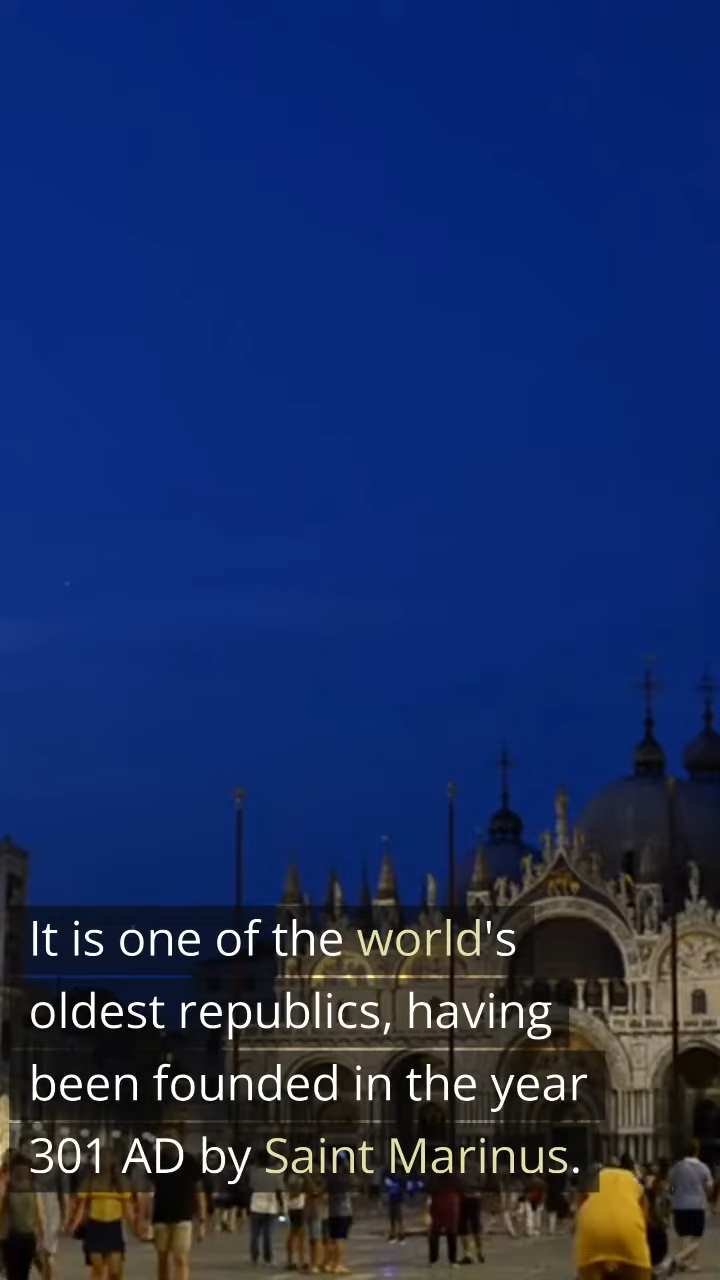 It is one of the world's
oldest republics, having
been founded in the year
301 AD by Saint Marinus.